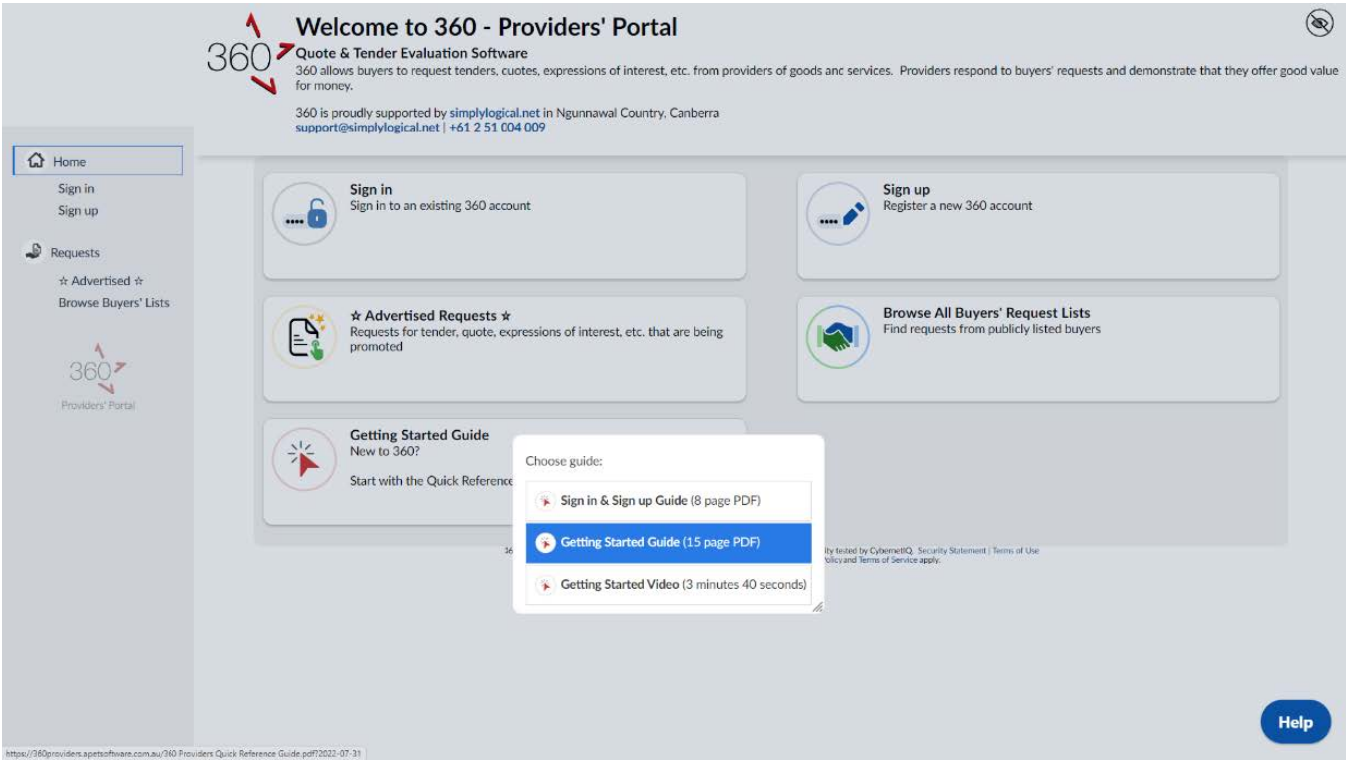 360
Welcome to 360 - Providers' Portal
Quote & Tender Evaluation Software
360 allows buyers to request tenders, cuotes, expressions of interest, etc. from providers of goods anc services. Providers respond to buyers' requests and demonstrate that they offer good value
for money.
360 is proudly supported by simplylogical.net in Ngunnawal Country, Canberra
support@simplylogical.net | +61 2 51 004 009
Home
Sign in
Sign up
Requests
☆ Advertised ☆
Browse Buyers' Lists
360
Providers' Portal
Sign in
Sign in to an existing 360 account
Sign up
Register a new 360 account
☆ Advertised Requests ☆
Requests for tender, quote, expressions of interest, etc. that are being
promoted
Browse All Buyers' Request Lists
Find requests from publicly listed buyers
Getting Started Guide
New to 360?
Start with the Quick Reference
Choose guide:
Sign in & Sign up Guide (8 page PDF)
Getting Started Guide (15 page PDF)
Getting Started Video (3 minutes 40 seconds)
ity tested by CybernetIQ. Security Statement | Terms of Use
Policy and Terms of Service apply.
Help
https://360providers.apetsoftware.com.au/360 Providers Quick Reference Guide.pdf?2022-07-31